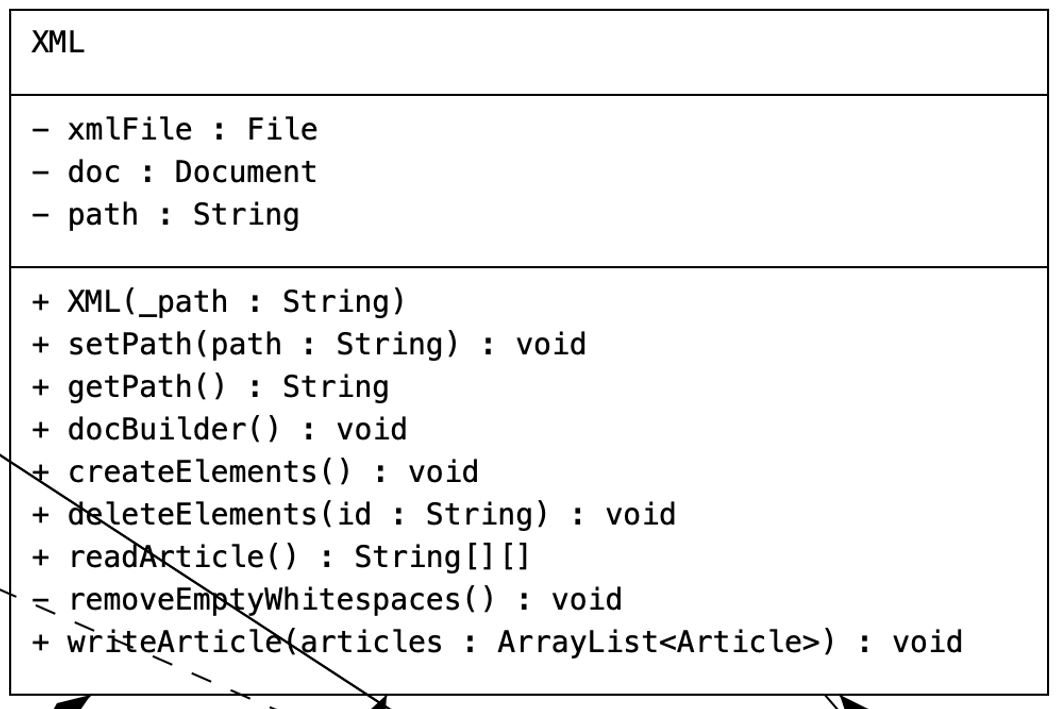 XML
- xmlFile : File
- doc : Document
- path : String
+ XML(_path : String)
+ setPath(path : String) : void
+ getPath() : String
+ docBuilder() : void
+ createElements() : void
+ deleteElements(id : String) : void
+ readArticle() : String[][]
- removeEmptyWhitespaces() : void
+ writeArticle(articles : ArrayList<Article>) : void